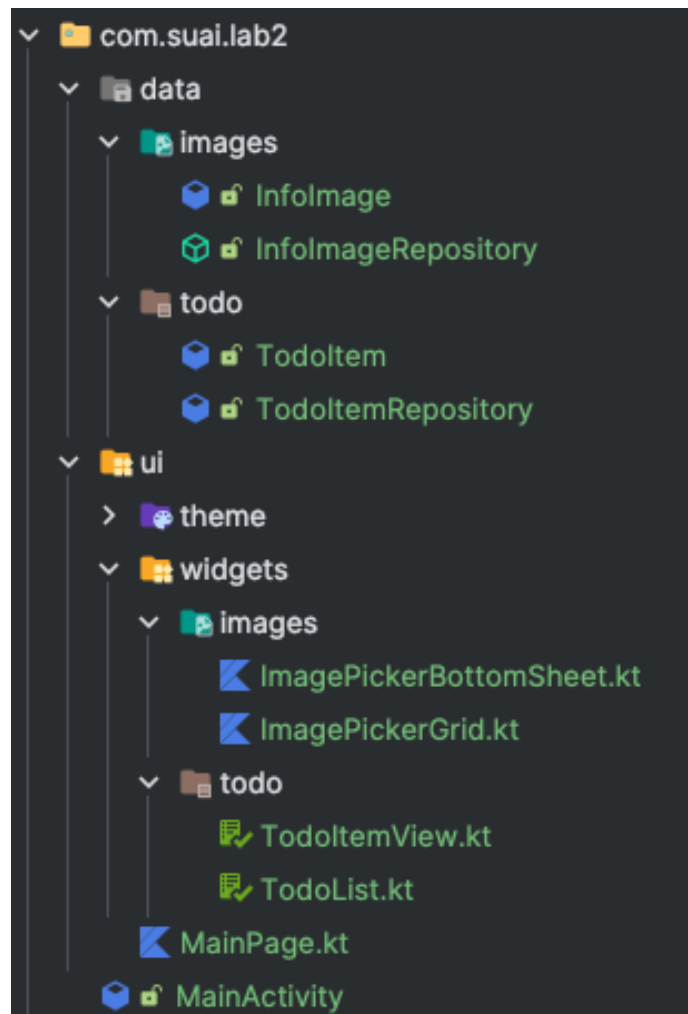 com.suai.lab2
data
images
InfoImage
InfoImageRepository
todo
TodoItem
TodoItemRepository
ui
theme
widgets
images
ImagePickerBottomSheet.kt
ImagePickerGrid.kt
todo
TodoItemView.kt
TodoList.kt
MainPage.kt
MainActivity